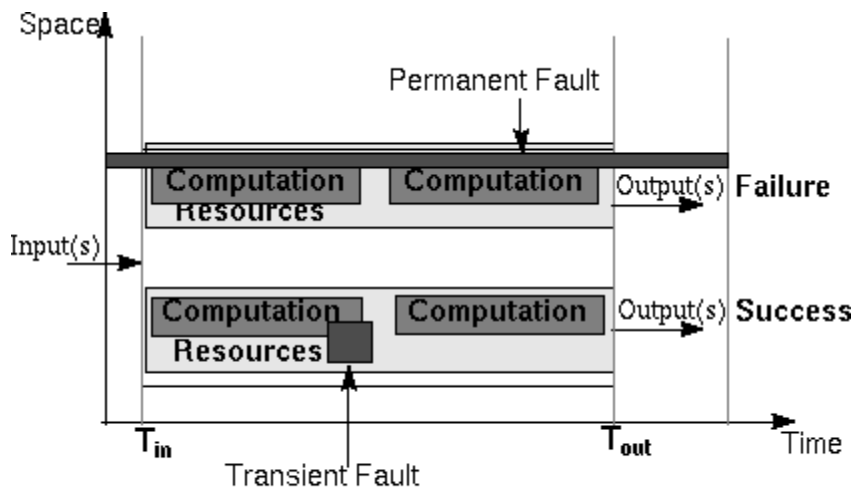 Space
Permanent Fault
Computation Computation
Output(s) Failure
Resources
Input(s)
Computation Computation
Output(s) Success
Resources
Tin Tout Time
Transient Fault